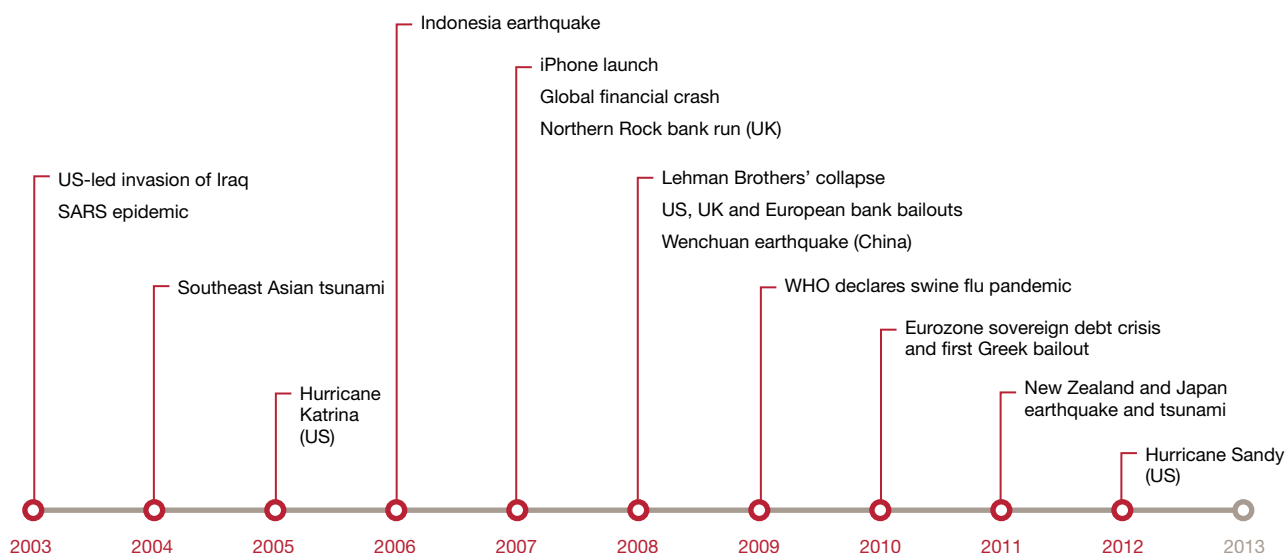 Indonesia earthquake
iPhone launch
Global financial crash
Northern Rock bank run (UK)
US-led invasion of Iraq
SARS epidemic
Lehman Brothers’ collapse
US, UK and European bank bailouts
Wenchuan earthquake (China)
Southeast Asian tsunami
WHO declares swine flu pandemic
Eurozone sovereign debt crisis
and first Greek bailout
Hurricane
Katrina
(US)
New Zealand and Japan
earthquake and tsunami
Hurricane Sandy
(US)
2003 2004 2005 2006 2007 2008 2009 2010 2011 2012 2013